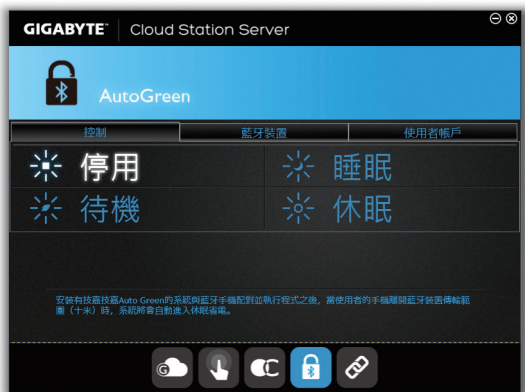 GIGABYTE™ Cloud Station Server
AutoGreen
控制 藍牙裝置 使用者帳戶
停用 睡眠
待機 休眠
安裝有技嘉技嘉Auto Green的系統與藍牙手機配對並執行程式之後，當使用者的手機離開藍牙裝置傳輸範
圍（十米）時，系統將會自動進入休眠省電。
G